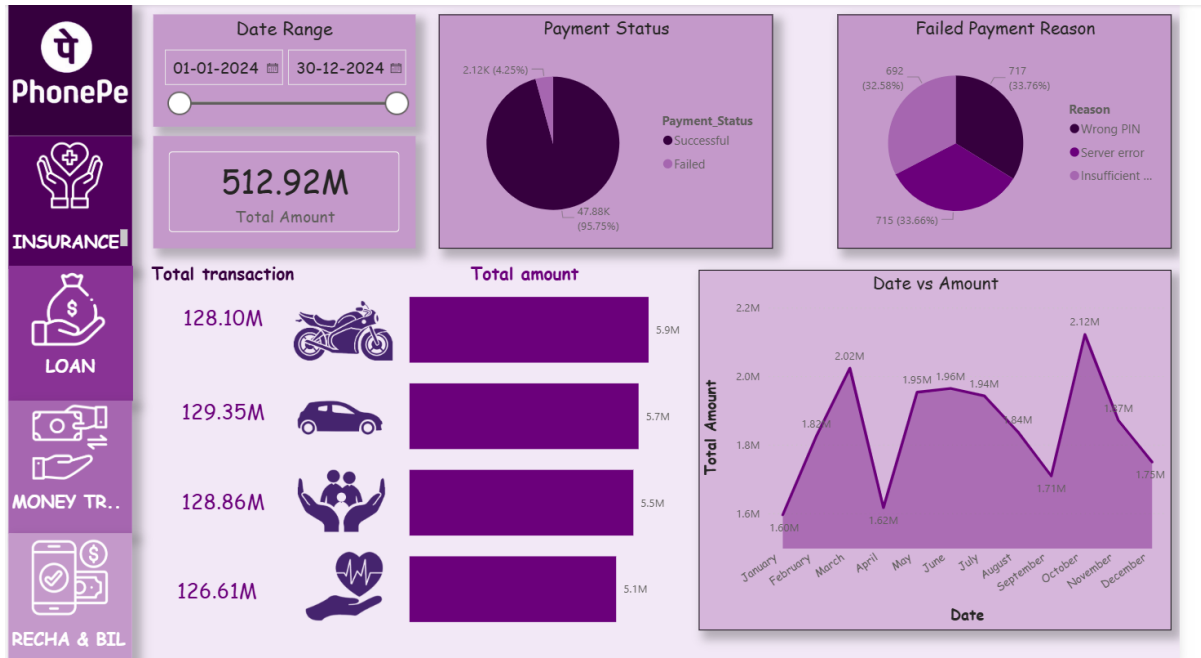 पे
PhonePe
INSURANCE
$
LOAN
MONEY TR..
$
RECHA & BIL
Date Range
01-01-2024
30-12-2024
512.92M
Total Amount
Payment Status
2.12K (4.25%)
47.88K
(95.75%)
Payment_Status
Successful
Failed
Failed Payment Reason
692
(32.58%)
717
(33.76%)
715 (33.66%)
Reason
Wrong PIN
Server error
Insufficient ...
Total transaction
Total amount
128.10M
5.9M
129.35M
5.7M
128.86M
5.5M
126.61M
5.1M
Date vs Amount
Total Amount
2.2M
2.0M
1.8M
1.6M
1.60M
1.82M
2.02M
1.62M
1.95M
1.96M
1.94M
1.84M
1.71M
2.12M
1.87M
1.75M
January
February
March
April
May
June
July
August
September
October
November
December
Date